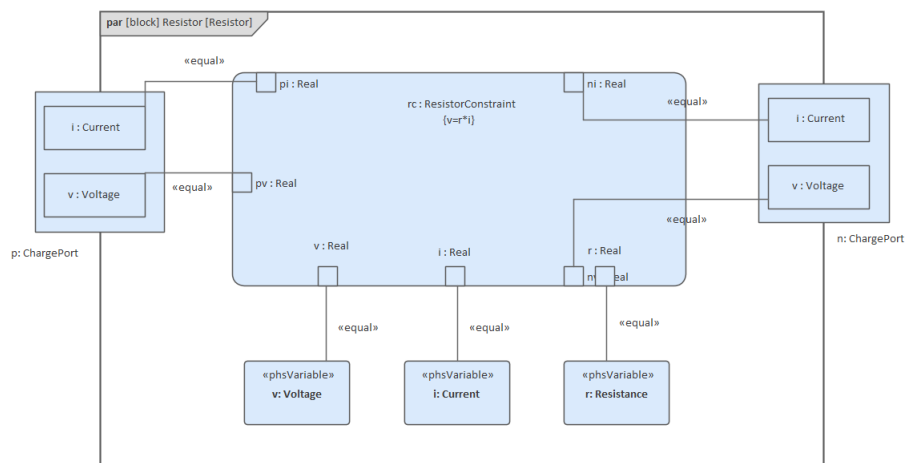 par [block] Resistor [Resistor]
«equal»
pi : Real
ni : Real
rc : ResistorConstraint
{v=r*i}
«equal»
i : Current
i : Current
v : Voltage
«equal»
pv : Real
v : Voltage
«equal»
p: ChargePort
n: ChargePort
v : Real
i : Real
r : Real
«equal»
«equal»
«equal»
«phsVariable»
v: Voltage
«phsVariable»
i: Current
«phsVariable»
r: Resistance